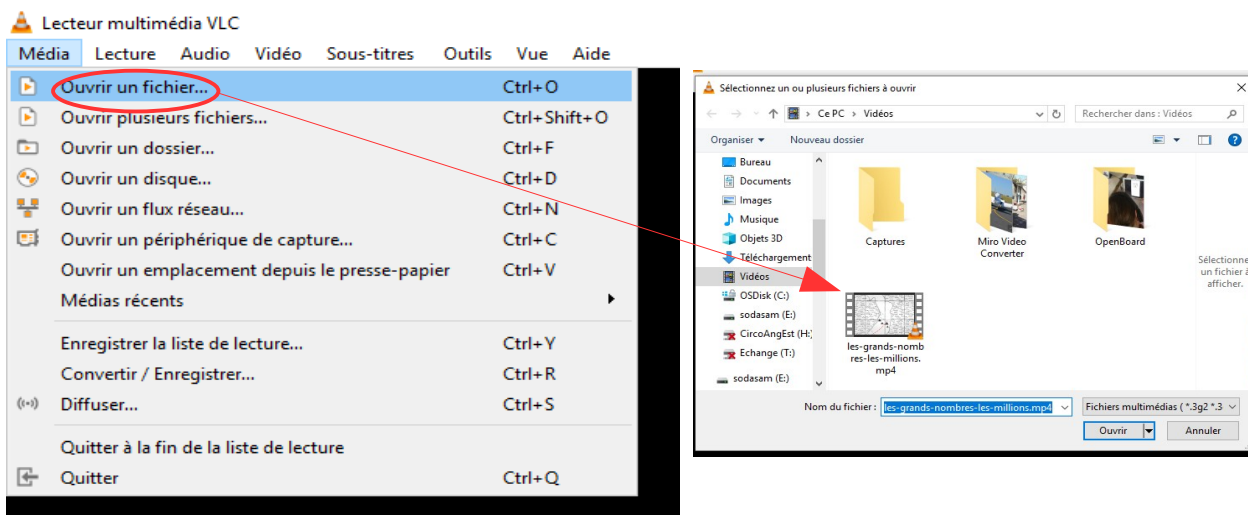 Lecteur multimédia VLC
Média Lecture Audio Vidéo Sous-titres Outils Vue Aide
Ouvrir un fichier... Ctrl+O
Ouvrir plusieurs fichiers... Ctrl+Shift+O
Ouvrir un dossier... Ctrl+F
Ouvrir un disque... Ctrl+D
Ouvrir un flux réseau... Ctrl+N
Ouvrir un périphérique de capture... Ctrl+C
Ouvrir un emplacement depuis le presse-papier Ctrl+V
Médias récents
Enregistrer la liste de lecture... Ctrl+Y
Convertir / Enregistrer... Ctrl+R
Diffuser... Ctrl+S
Quitter à la fin de la liste de lecture
Quitter Ctrl+Q
Sélectionnez un ou plusieurs fichiers à ouvrir
Ce PC > Vidéos
Rechercher dans : Vidéos
Organiser Nouveau dossier
Bureau
Documents
Images
Musique
Objets 3D
Téléchargement
Vidéos
OSDisk (C:)
sodasam (E:)
CircoAngEst (H:
Echange (T:)
sodasam (E:)
Captures
Miro Video
Converter
OpenBoard
les-grands-nomb
res-les-millions.
mp4
Sélectionne
un fichier à
afficher.
Nom du fichier : les-grands-nombres-les-millions.mp4
Fichiers multimédias ( *.3g2 *.3
Ouvrir Annuler